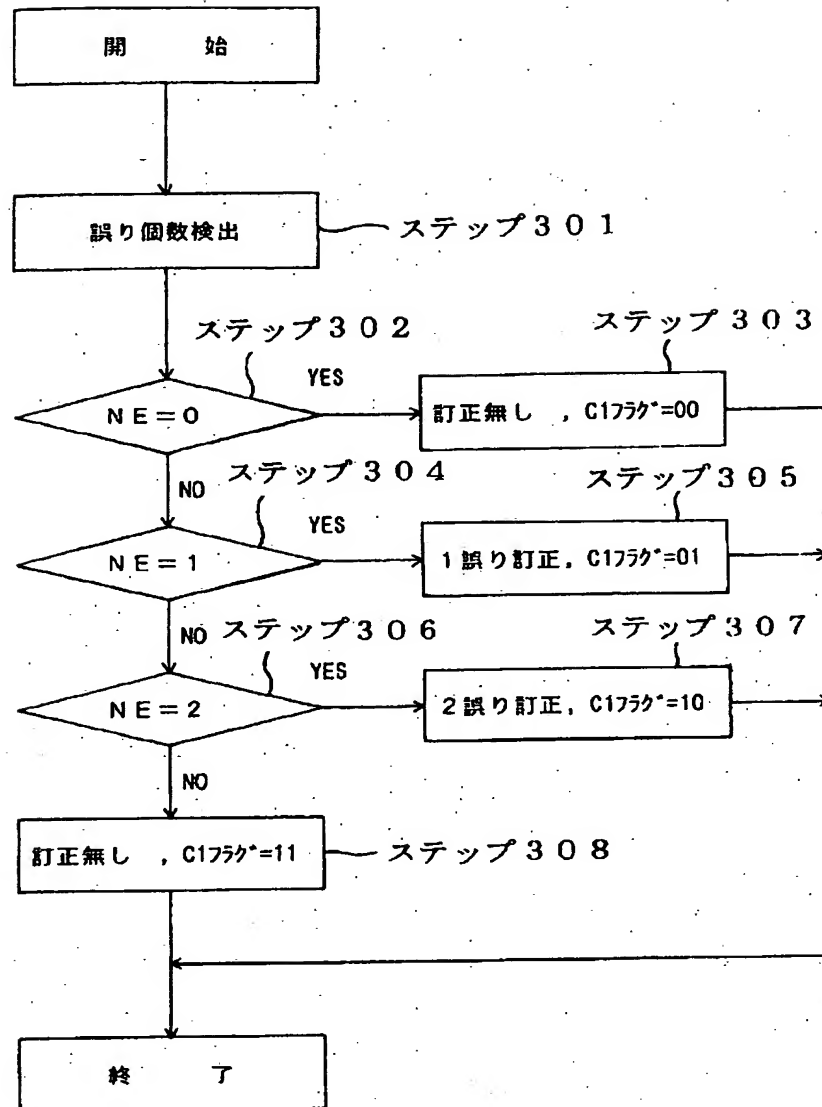 開 始
誤り個数検出
ステップ301
ステップ302
ステップ303
NE=0
YES
訂正無し , C1フラグ=00
NO
ステップ304
ステップ305
NE=1
YES
1誤り訂正, C1フラグ=01
NO
ステップ306
ステップ307
NE=2
YES
2誤り訂正, C1フラグ=10
NO
訂正無し , C1フラグ=11
ステップ308
終 了